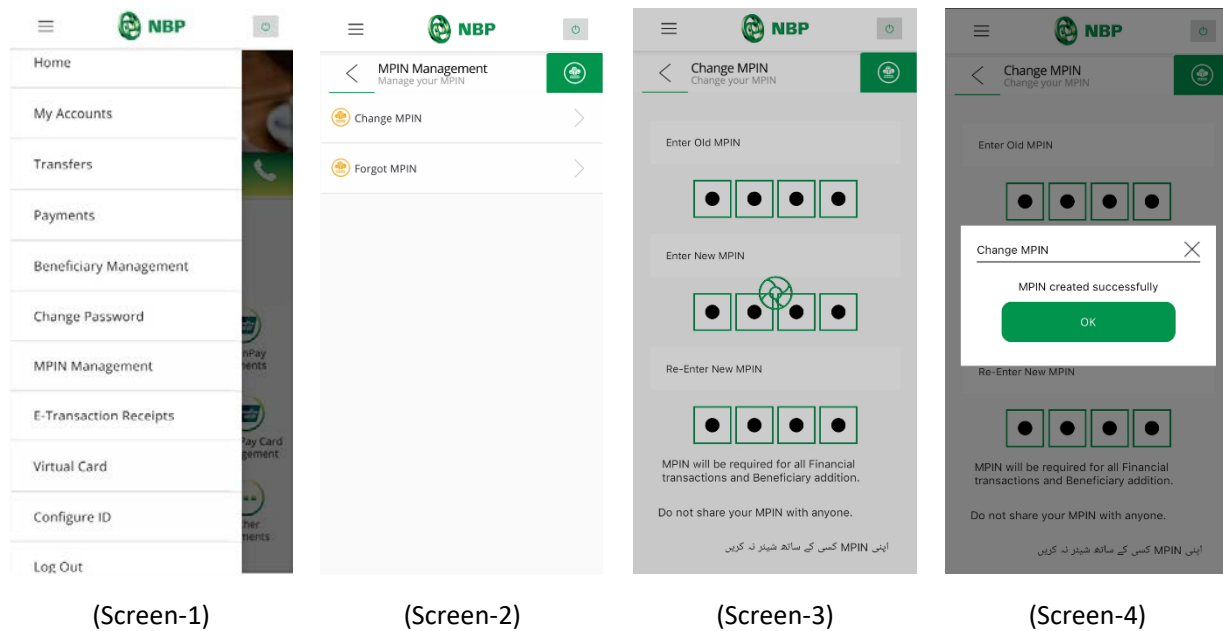 NBP
Home
My Accounts
Transfers
Payments
Beneficiary Management
Change Password
MPIN Management
E-Transaction Receipts
Virtual Card
Configure ID
Log Out
(Screen-1)
NBP
MPIN Management
Manage your MPIN
Change MPIN
Forgot MPIN
(Screen-2)
NBP
Change MPIN
Change your MPIN
Enter Old MPIN
Enter New MPIN
Re-Enter New MPIN
MPIN will be required for all Financial
transactions and Beneficiary addition.
Do not share your MPIN with anyone.
اپنی MPIN کسی کے ساتھ شیئر نہ کریں
(Screen-3)
NBP
Change MPIN
Change your MPIN
Enter Old MPIN
Change MPIN
MPIN created successfully
OK
Re-Enter New MPIN
MPIN will be required for all Financial
transactions and Beneficiary addition.
Do not share your MPIN with anyone.
اپنی MPIN کسی کے ساتھ شیئر نہ کریں
(Screen-4)